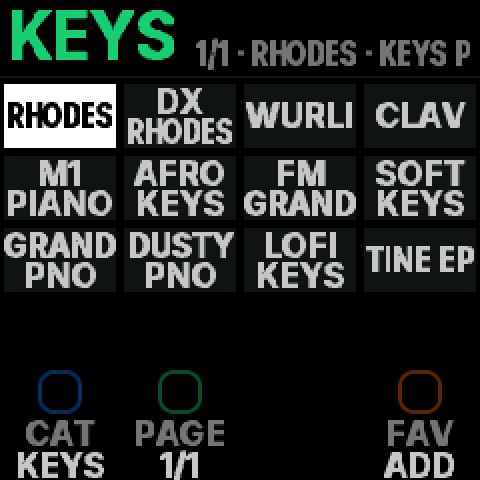 KEYS
1/1 · RHODES · KEYS P
RHODES
DX
RHODES
WURLI
CLAV
M1
PIANO
AFRO
KEYS
FM
GRAND
SOFT
KEYS
GRAND
PNO
DUSTY
PNO
LOFI
KEYS
TINE EP
CAT
KEYS
PAGE
1/1
FAV
ADD